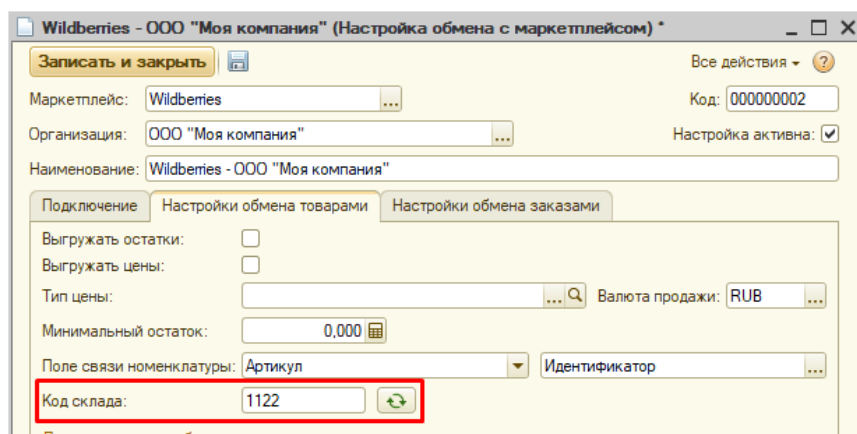 Wildberries - ООО "Моя компания" (Настройка обмена с маркетплейсом) *
Записать и закрыть Все действия
Маркетплейс: Wildberries ... Код: 000000002
Организация: ООО "Моя компания" ... Настройка активна:
Наименование: Wildberries - ООО "Моя компания"
Подключение Настройки обмена товарами Настройки обмена заказами
Выгружать остатки:
Выгружать цены:
Тип цены: ... Валюта продажи: RUB ...
Минимальный остаток: 0,000
Поле связи номенклатуры: Артикул Идентификатор ...
Код склада: 1122